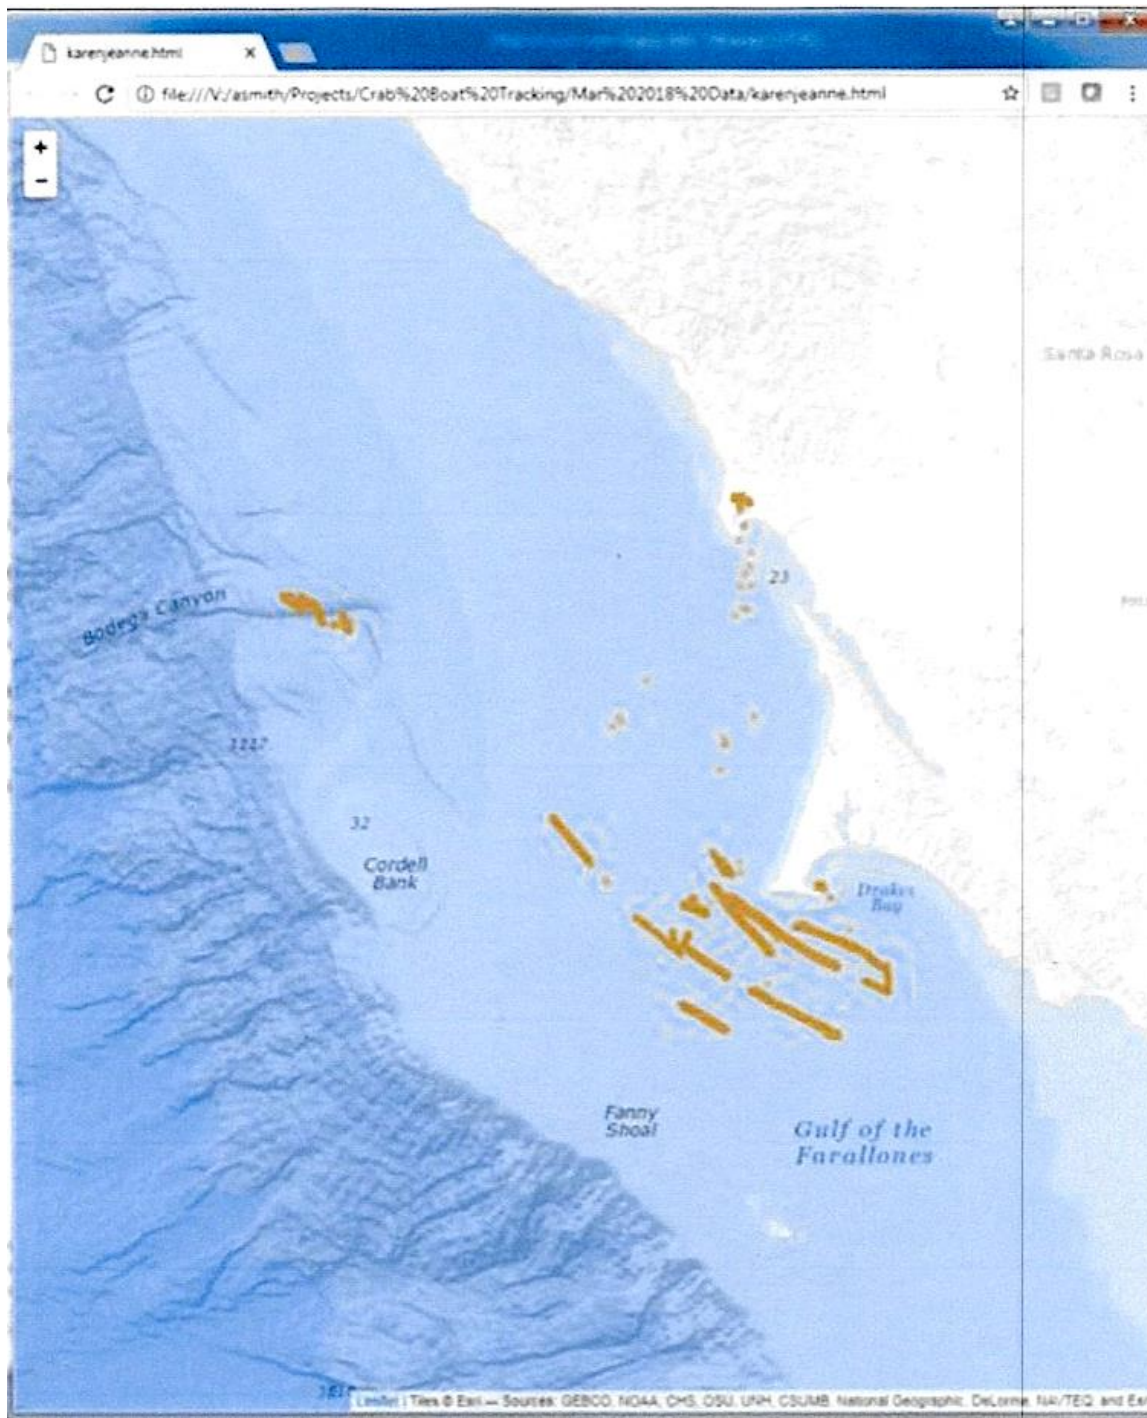 karenjeanne.html
file:///V:/asmith/Projects/Crab%20Boat%20Tracking/Mar%202018%20Data/karenjeanne.html
+
-
Santa Rosa
23
Bodega Canyon
1117
32
Cordell
Bank
Drakes
Bay
Fanny
Shoal
Gulf of the
Farallones
Leaflet | Tiles © Esri — Sources: GEBCO, NOAA, CHS, OSU, UNH, CSUMB, National Geographic, DeLorme, NAVTEQ, and Es